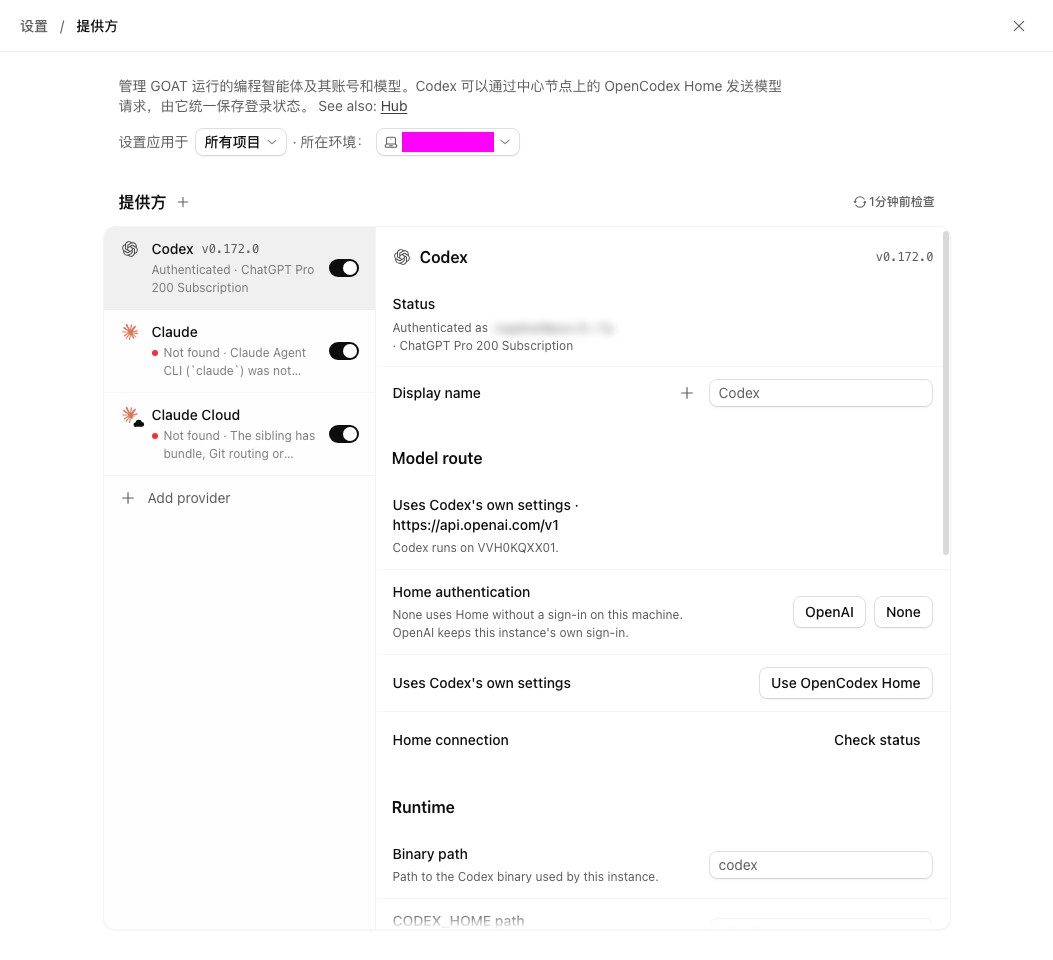 设置 / 提供方
管理 GOAT 运行的编程智能体及其账号和模型。Codex 可以通过中心节点上的 OpenCodex Home 发送模型
请求，由它统一保存登录状态。 See also: Hub
设置应用于 所有项目 · 所在环境：
提供方
1分钟前检查
Codex v0.172.0
Authenticated · ChatGPT Pro
200 Subscription
Claude
Not found · Claude Agent
CLI (`claude`) was not...
Claude Cloud
Not found · The sibling has
bundle, Git routing or...
Add provider
Codex
v0.172.0
Status
Authenticated as
· ChatGPT Pro 200 Subscription
Display name
Codex
Model route
Uses Codex's own settings ·
https://api.openai.com/v1
Codex runs on VVH0KQXX01.
Home authentication
None uses Home without a sign-in on this machine.
OpenAI keeps this instance's own sign-in.
OpenAI
None
Uses Codex's own settings
Use OpenCodex Home
Home connection
Check status
Runtime
Binary path
Path to the Codex binary used by this instance.
codex
CODEX_HOME path